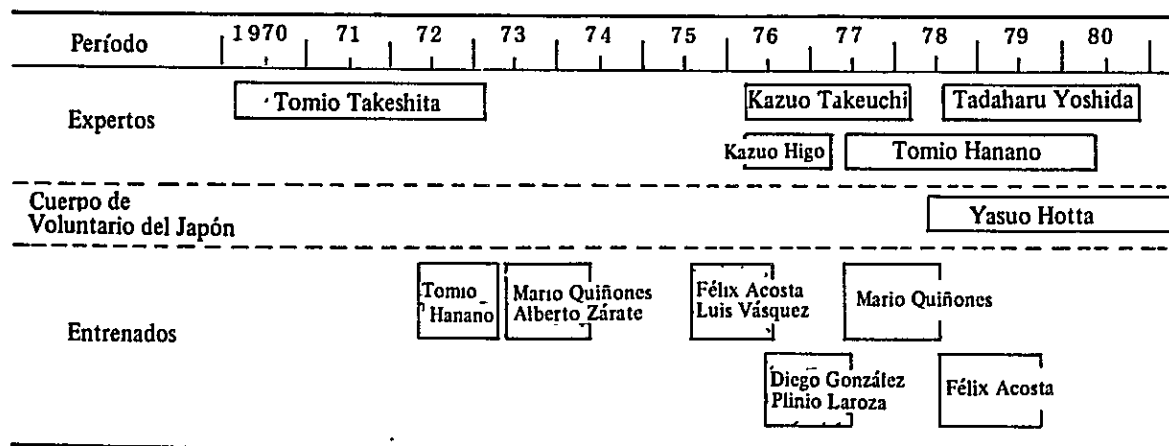 Período 1970 71 72 73 74 75 76 77 78 79 80
Expertos
Tomio Takeshita
Kazuo Takeuchi
Tadaharu Yoshida
Kazuo Higo
Tomio Hanano
Cuerpo de
Voluntario del Japón
Yasuo Hotta
Entrenados
Tomio
Hanano
Mario Quiñones
Alberto Zárate
Félix Acosta
Luis Vásquez
Mario Quiñones
Diego González
Plinio Laroza
Félix Acosta